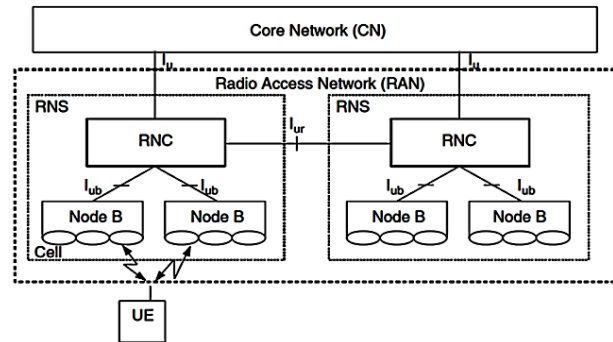 Core Network (CN)
Iu Iu
Radio Access Network (RAN)
RNS RNS
RNC Iur RNC
Iub Iub Iub Iub
Node B Node B Node B Node B
Cell
UE